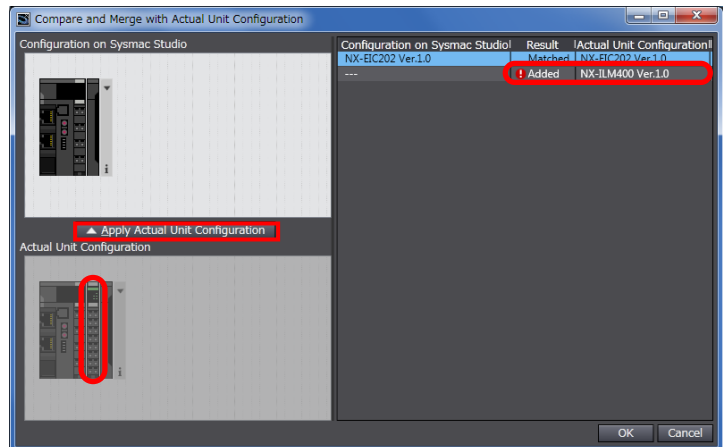 Compare and Merge with Actual Unit Configuration
Configuration on Sysmac Studio
Apply Actual Unit Configuration
Actual Unit Configuration
Configuration on Sysmac Studio Result Actual Unit Configuration
NX-EIC202 Ver.1.0 Matched NX-EIC202 Ver.1.0
--- Added NX-ILM400 Ver.1.0
OK Cancel